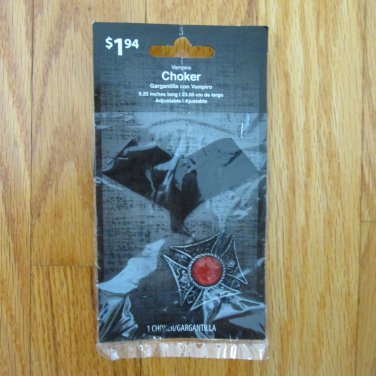 $1.94
Vampire
Choker
Gargantilla con Vampiro
9.25 inches long | 23.50 cm de largo
Adjustable | Ajustable
1 CHOKER/GARGANTILLA